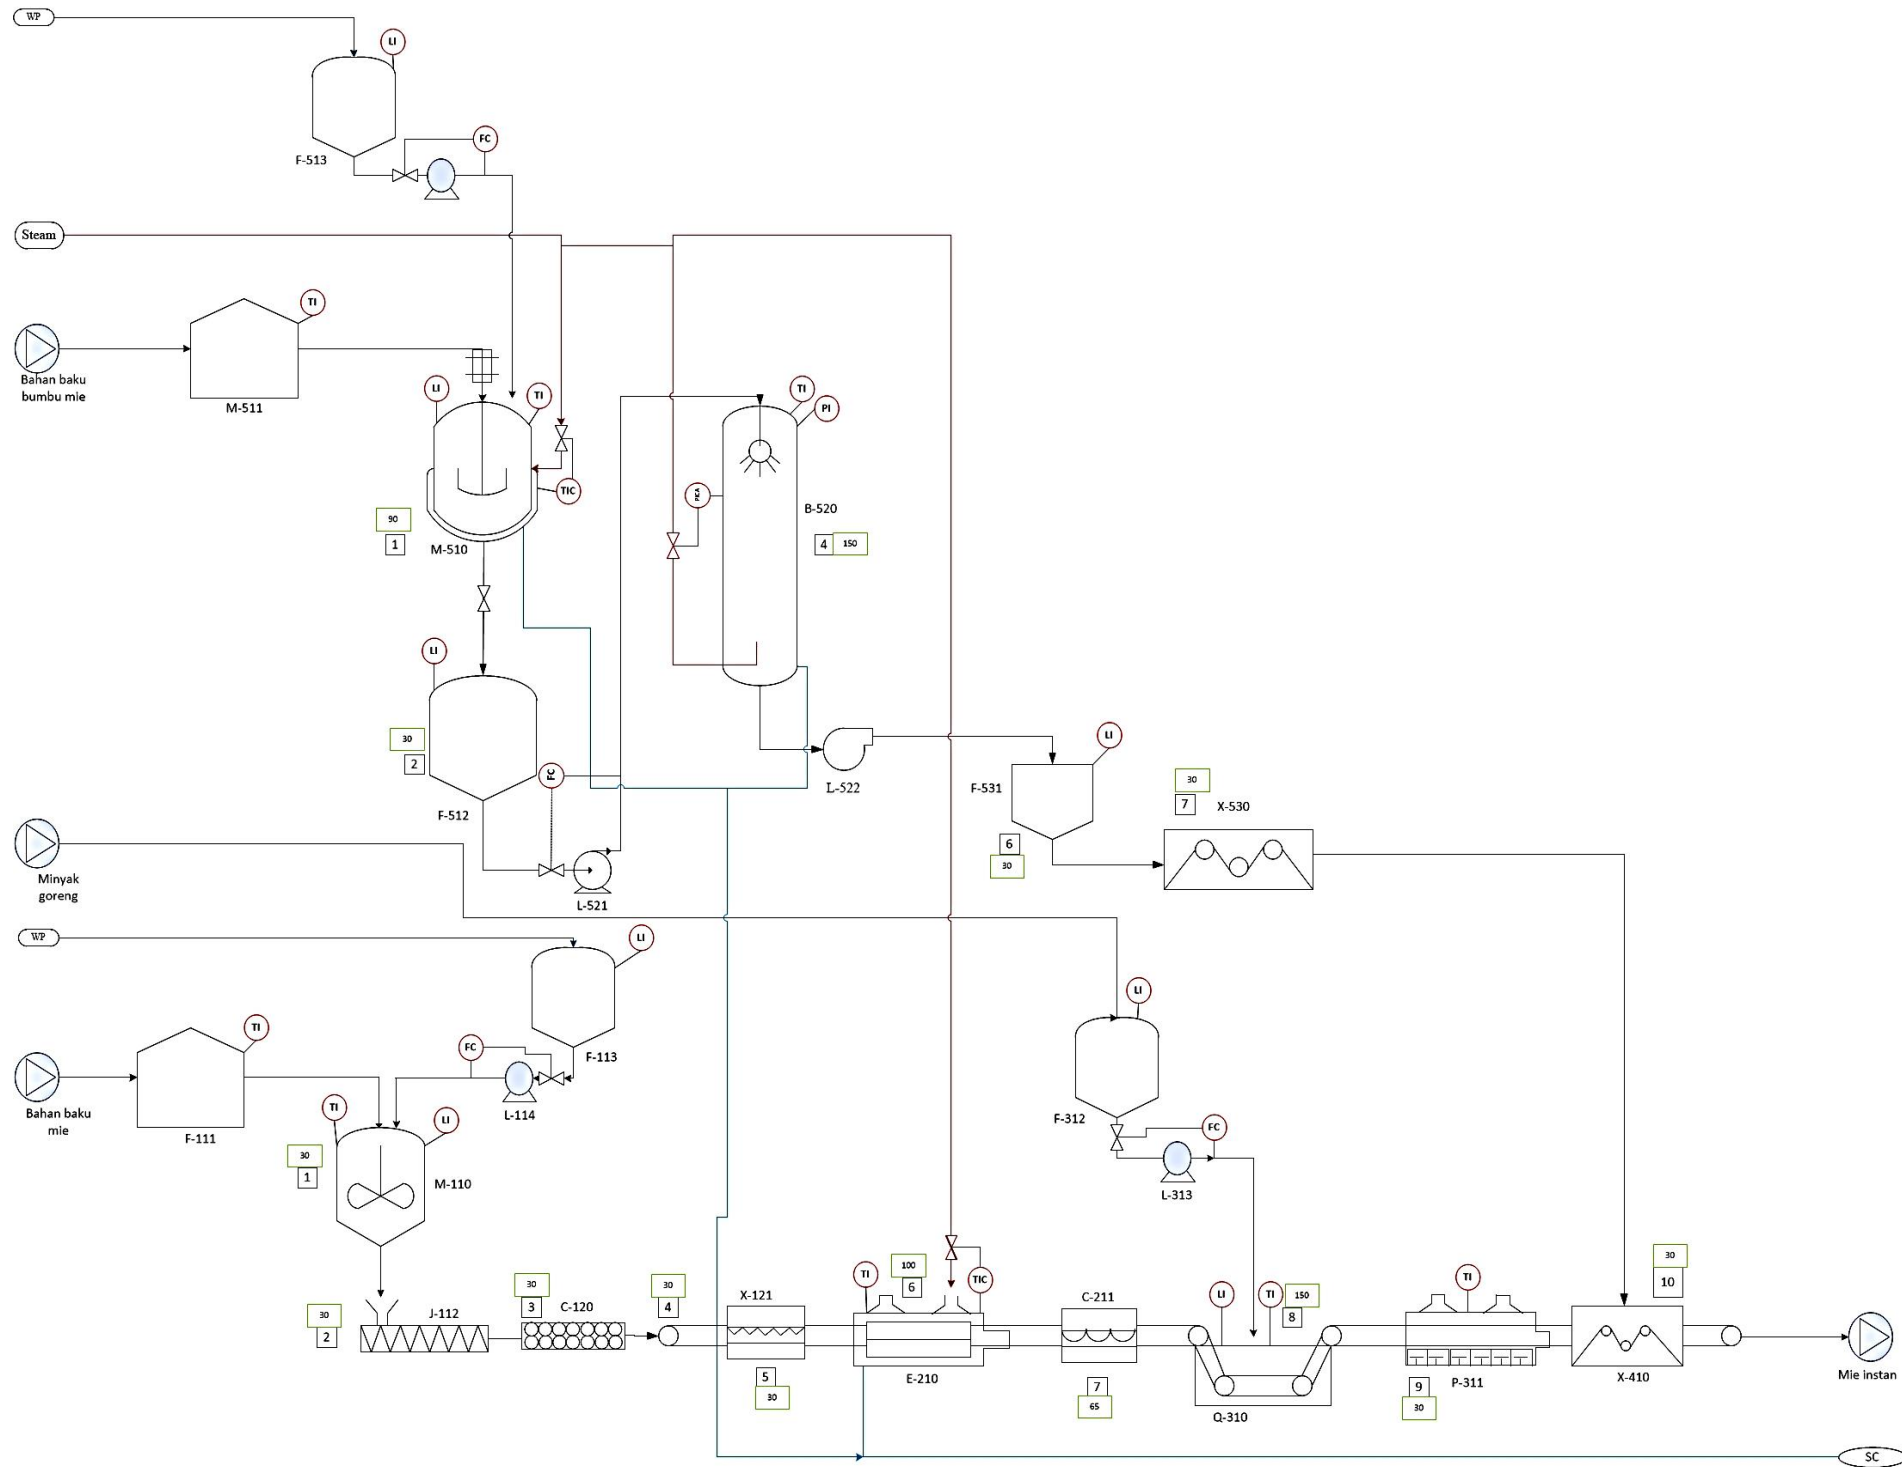 WP
LI
F-513
FC
Steam
TI
Bahan baku
bumbu mie
M-511
LI
TI
TIC
90
1
M-510
TI
PI
B-520
4
150
LI
30
2
F-512
FC
L-521
L-522
LI
F-531
6
30
30
7
X-530
Minyak
goreng
WP
LI
F-113
FC
L-114
TI
Bahan baku
mie
F-111
TI
LI
30
1
M-110
LI
F-312
FC
L-313
30
2
J-112
30
3
C-120
30
4
X-121
5
30
TI
100
6
TIC
E-210
C-211
7
65
LI
TI
150
8
Q-310
TI
9
30
P-311
30
10
X-410
Mie instan
SC